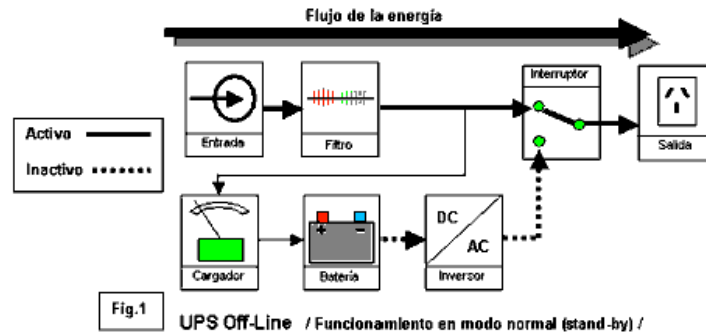 Flujo de la energía
Entrada
Filtro
Interruptor
Salida
Activo
Inactivo
Cargador
+ −
Batería
DC
AC
Inversor
Fig.1
UPS Off-Line / Funcionamiento en modo normal (stand-by) /